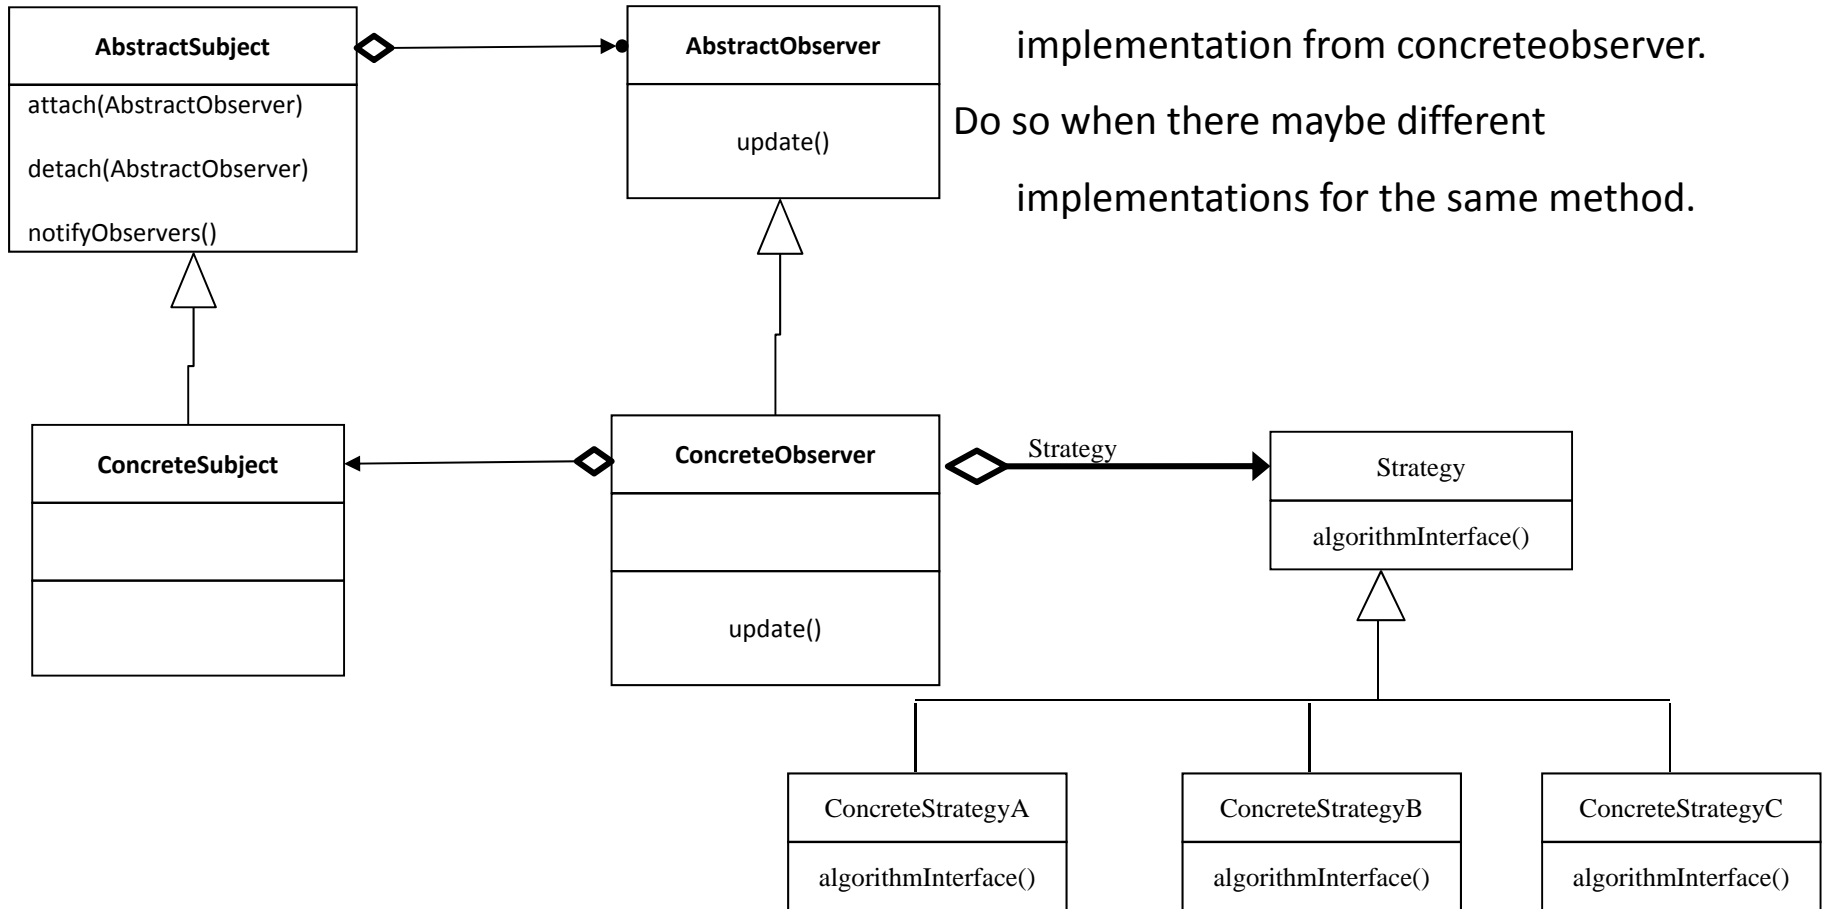 AbstractSubject
attach(AbstractObserver)
detach(AbstractObserver)
notifyObservers()
AbstractObserver
update()
implementation from concreteobserver.
Do so when there maybe different
implementations for the same method.
ConcreteSubject
ConcreteObserver
update()
Strategy
Strategy
algorithmInterface()
ConcreteStrategyA
algorithmInterface()
ConcreteStrategyB
algorithmInterface()
ConcreteStrategyC
algorithmInterface()